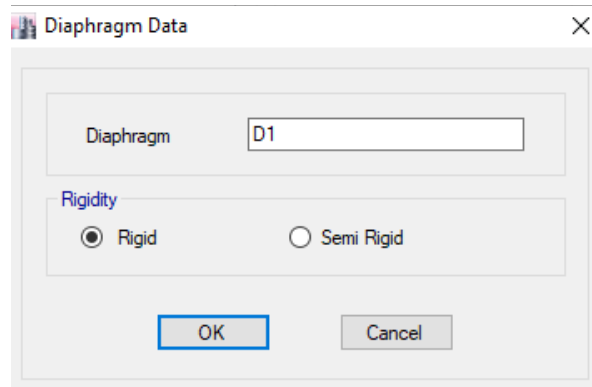 Diaphragm Data
Diaphragm D1
Rigidity
Rigid Semi Rigid
OK Cancel